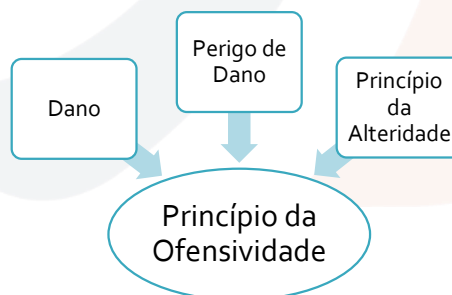 Dano
Perigo de
Dano
Princípio
da
Alteridade
Princípio da
Ofensividade